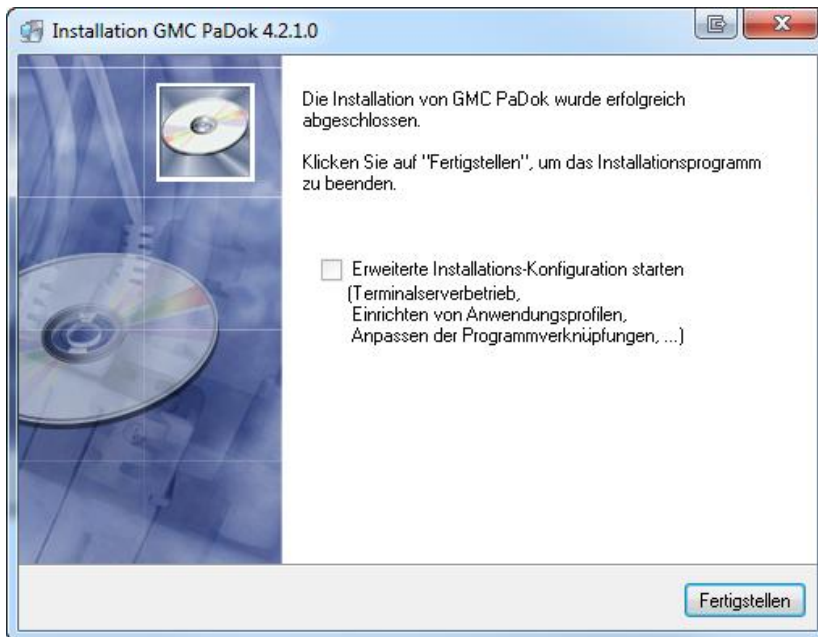 Installation GMC PaDok 4.2.1.0
Die Installation von GMC PaDok wurde erfolgreich
abgeschlossen.
Klicken Sie auf "Fertigstellen", um das Installationsprogramm
zu beenden.
Erweiterte Installations-Konfiguration starten
(Terminalserverbetrieb,
Einrichten von Anwendungsprofilen,
Anpassen der Programmverknüpfungen, ...)
Fertigstellen